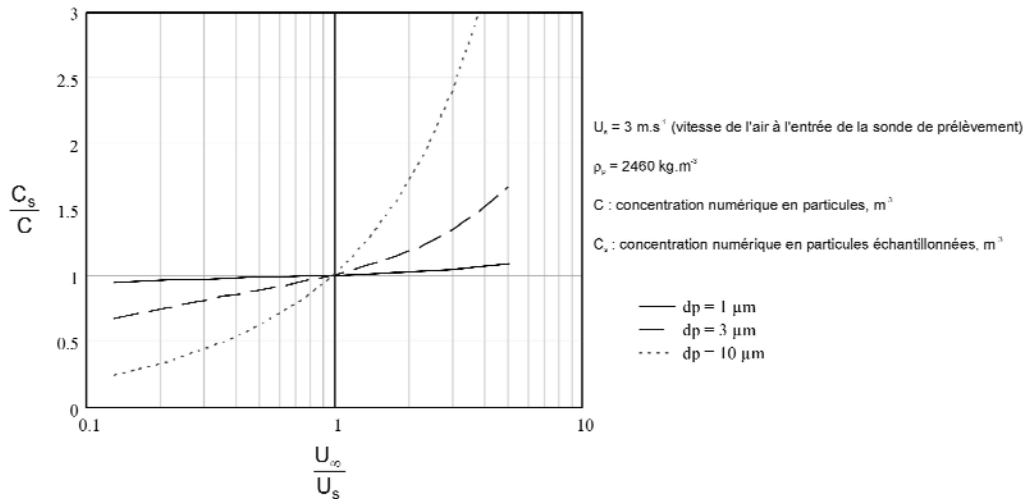 3
2.5
2
1.5
1
0.5
0
C_s
C
0.1
1
10
U_∞
U_s
U_s = 3 m.s⁻¹ (vitesse de l'air à l'entrée de la sonde de prélèvement)
ρ_p = 2460 kg.m⁻³
C : concentration numérique en particules, m⁻³
C_s : concentration numérique en particules échantillonnées, m⁻³
dp = 1 µm
dp = 3 µm
dp = 10 µm